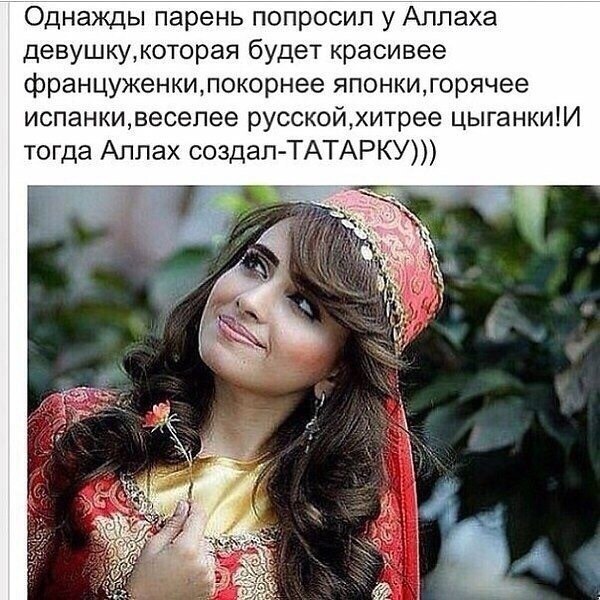 Однажды парень попросил у Аллаха
девушку,которая будет красивее
француженки,покорнее японки,горячее
испанки,веселее русской,хитрее цыганки!И
тогда Аллах создал-ТАТАРКУ)))